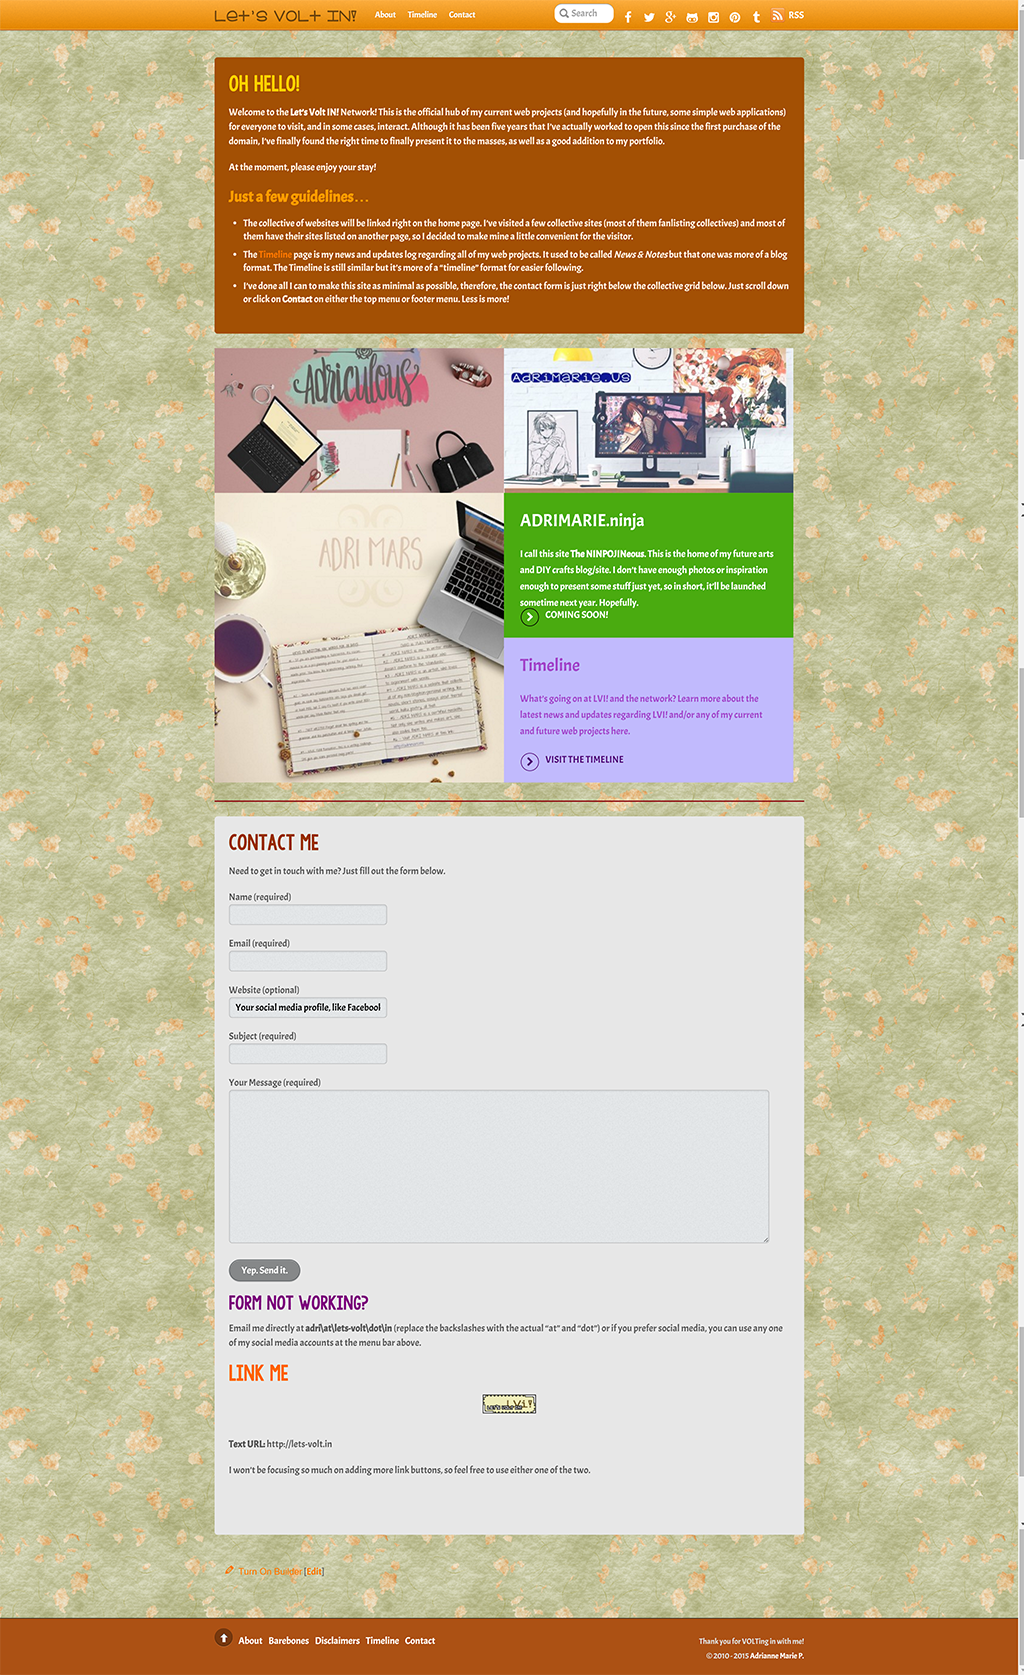 Let's VOLT IN!
About Timeline Contact
Search
RSS
OH HELLO!
Welcome to the Let's Volt IN! Network! This is the official hub of my current web projects (and hopefully in the future, some simple web applications)
for everyone to visit, and in some cases, interact. Although it has been five years that I've actually worked to open this since the first purchase of the
domain, I've finally found the right time to finally present it to the masses, as well as a good addition to my portfolio.
At the moment, please enjoy your stay!
Just a few guidelines…
• The collective of websites will be linked right on the home page. I've visited a few collective sites (most of them fanlisting collectives) and most of
them have their sites listed on another page, so I decided to make mine a little convenient for the visitor.
• The Timeline page is my news and updates log regarding all of my web projects. It used to be called News & Notes but that one was more of a blog
format. The Timeline is still similar but it's more of a "timeline" format for easier following.
• I've done all I can to make this site as minimal as possible, therefore, the contact form is just right below the collective grid below. Just scroll down
or click on Contact on either the top menu or footer menu. Less is more!
Adriculous
AdriMarie.us
ADRI MARS
ADRIMARIE.ninja
I call this site The NINPOJINeous. This is the home of my future arts
and DIY crafts blog/site. I don't have enough photos or inspiration
enough to present some stuff just yet, so in short, it'll be launched
sometime next year. Hopefully.
COMING SOON!
Timeline
What's going on at LVI! and the network? Learn more about the
latest news and updates regarding LVI! and/or any of my current
and future web projects here.
VISIT THE TIMELINE
CONTACT ME
Need to get in touch with me? Just fill out the form below.
Name (required)
Email (required)
Website (optional)
Your social media profile, like Facebook
Subject (required)
Your Message (required)
Yep. Send it.
FORM NOT WORKING?
Email me directly at adri\at\lets-volt\dot\in (replace the backslashes with the actual "at" and "dot") or if you prefer social media, you can use any one
of my social media accounts at the menu bar above.
LINK ME
LVI!
Text URL: http://lets-volt.in
I won't be focusing so much on adding more link buttons, so feel free to use either one of the two.
Turn On Builder [Edit]
About Barebones Disclaimers Timeline Contact
Thank you for VOLTing in with me!
© 2010 - 2015 Adrianne Marie P.